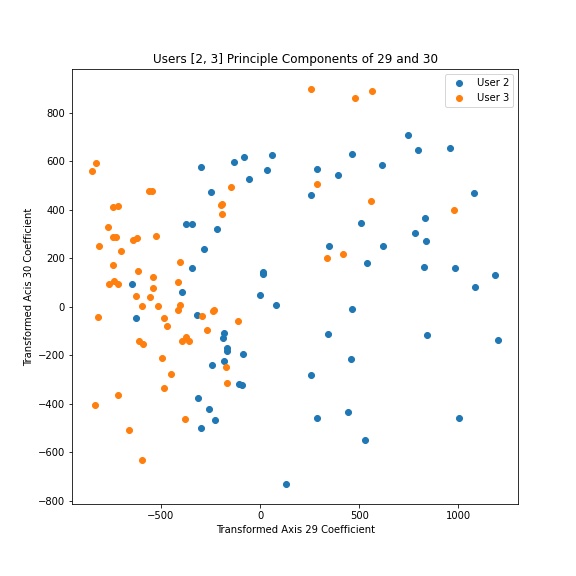 Users [2, 3] Principle Components of 29 and 30
User 2
User 3
800
600
400
200
0
−200
−400
−600
−800
Transformed Acis 30 Coefficient
−500
0
500
1000
Transformed Axis 29 Coefficient